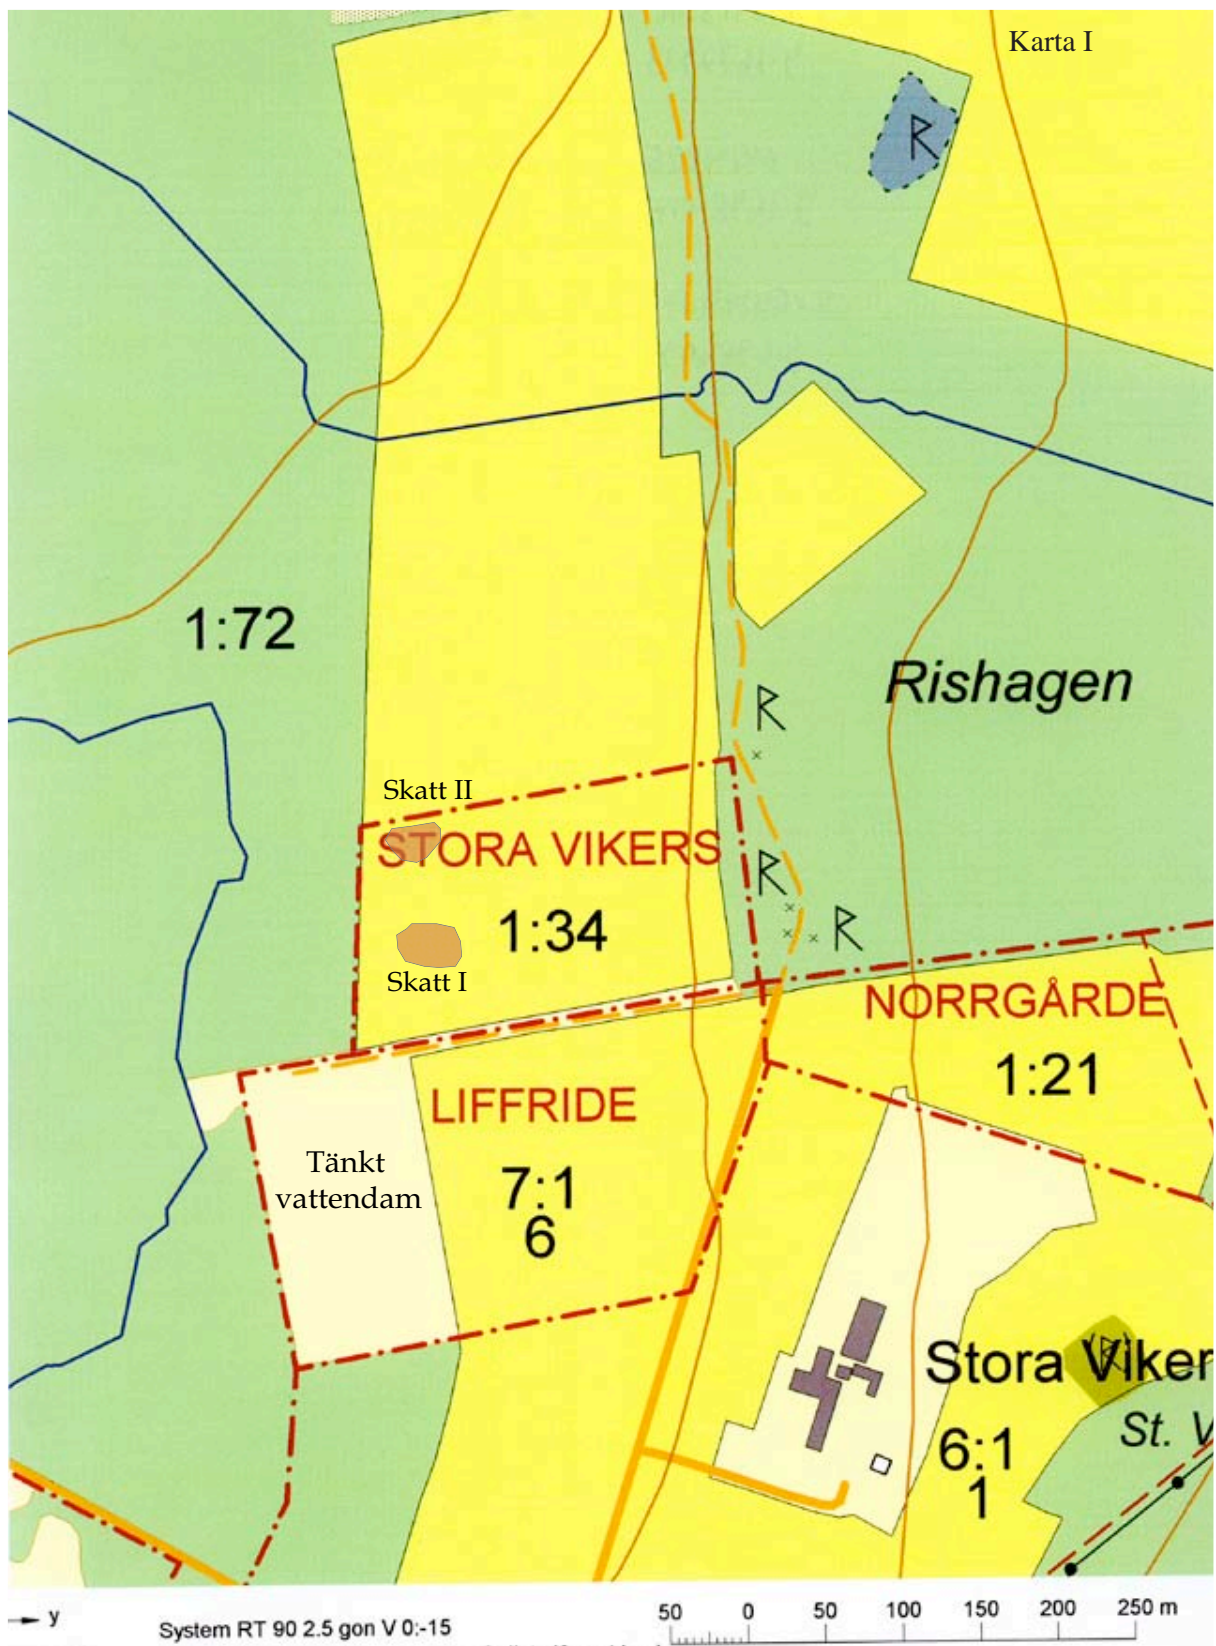 Karta I
R
1:72
Rishagen
R
Skatt II
STORA VIKERS
R
1:34
R
Skatt I
NORRGÅRDE
1:21
LIFFRIDE
Tänkt
vattendam
7:1
6
(R)
Stora Viker
St. V
6:1
1
y
System RT 90 2.5 gon V 0:-15
50 0 50 100 150 200 250 m